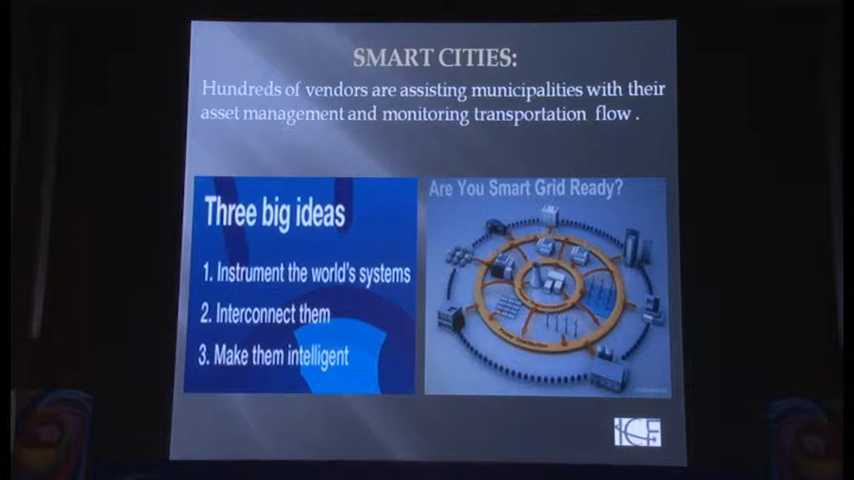 SMART CITIES:
Hundreds of vendors are assisting municipalities with their
asset management and monitoring transportation flow .
Three big ideas
1. Instrument the world's systems
2. Interconnect them
3. Make them intelligent
Are You Smart Grid Ready?
ICF